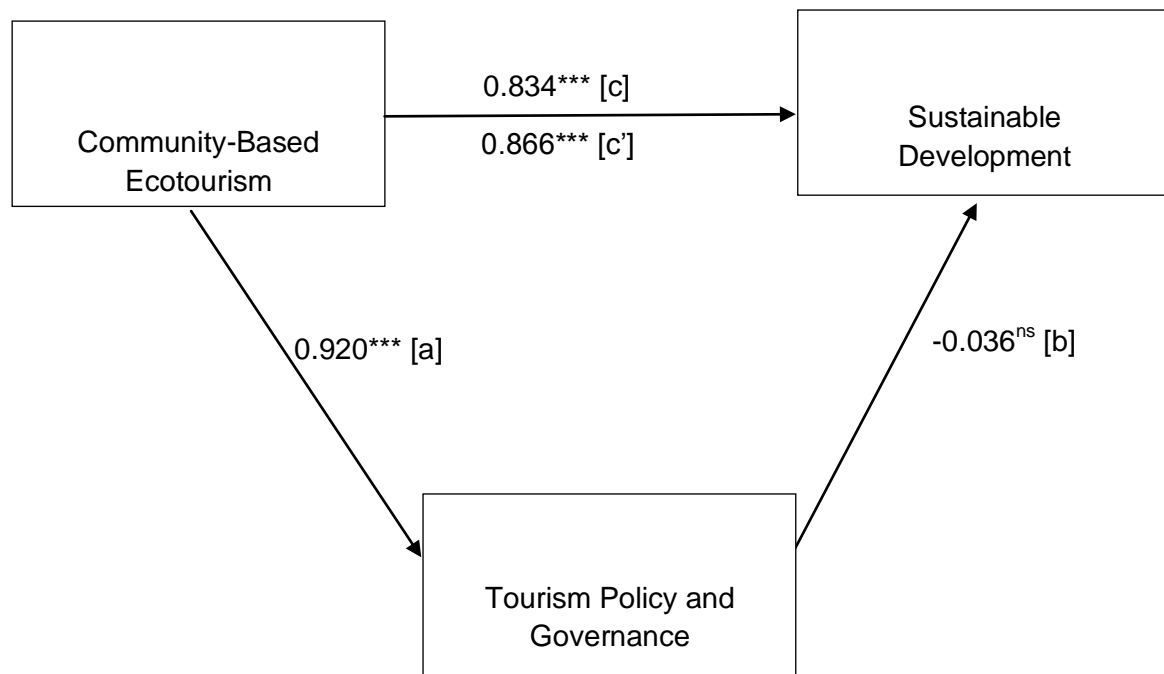 Community-Based
Ecotourism
0.834*** [c]
0.866*** [c’]
Sustainable
Development
0.920*** [a]
-0.036ns [b]
Tourism Policy and
Governance